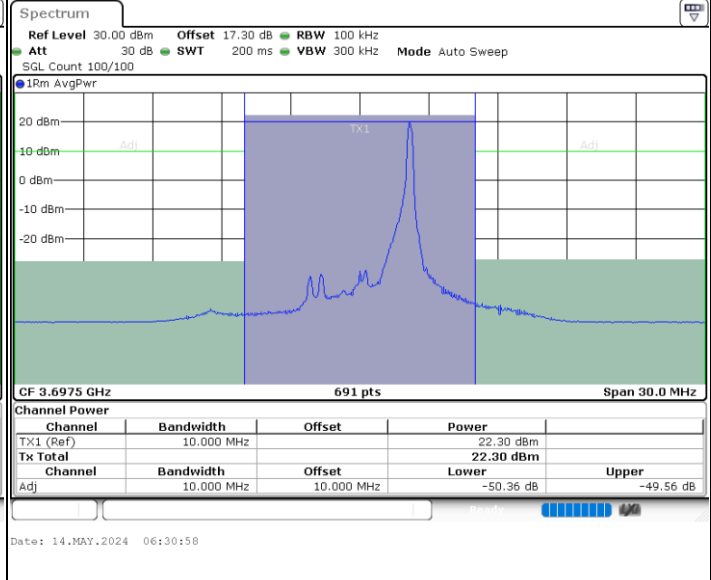 Spectrum
Ref Level 30.00 dBm Offset 17.30 dB RBW 100 kHz
Att 30 dB SWT 200 ms VBW 300 kHz Mode Auto Sweep
SGL Count 100/100
1Rm AvgPwr
20 dBm
TX1
Adj
Adj
10 dBm
0 dBm
-10 dBm
-20 dBm
CF 3.6975 GHz 691 pts Span 30.0 MHz
Channel Power
Channel Bandwidth Offset Power
TX1 (Ref) 10.000 MHz 22.30 dBm
Tx Total 22.30 dBm
Channel Bandwidth Offset Lower Upper
Adj 10.000 MHz 10.000 MHz -50.36 dB -49.56 dB
Ready
Date: 14.MAY.2024 06:30:58